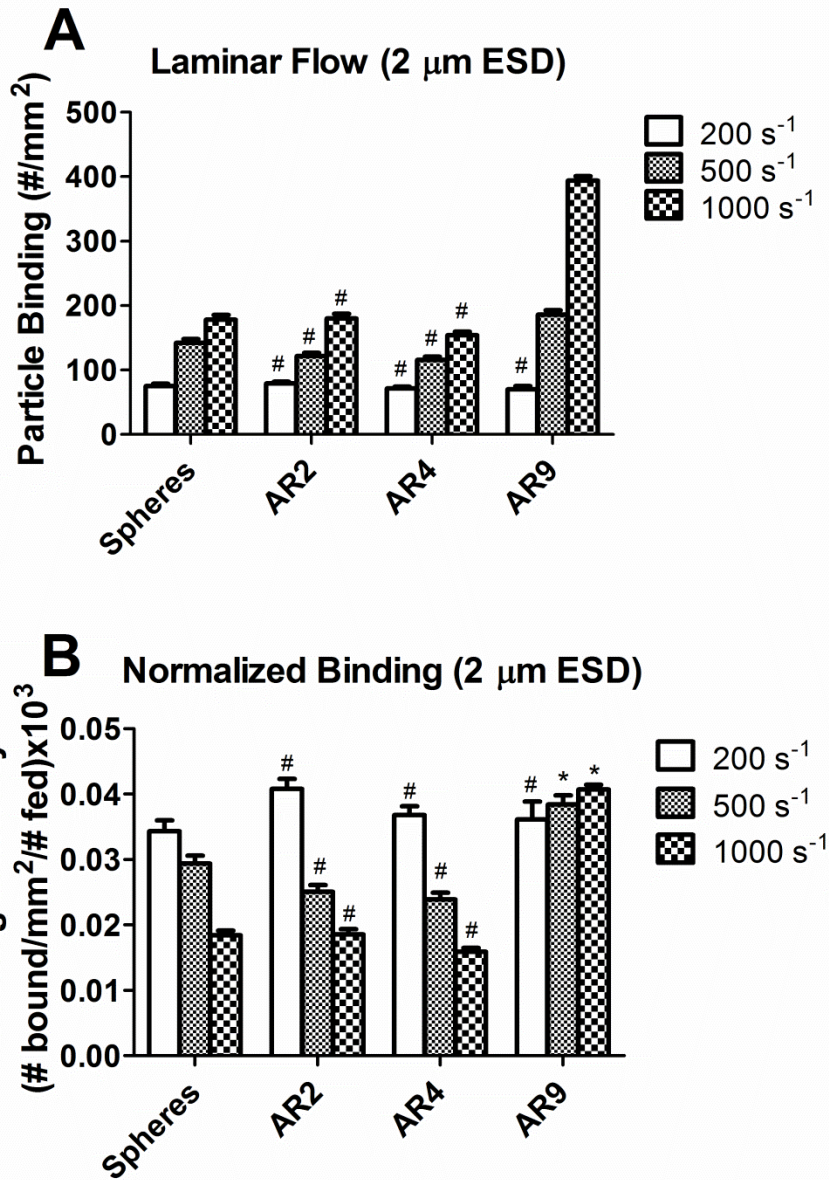 A
Laminar Flow (2 μm ESD)
Particle Binding (#/mm²)
500
400
300
200
100
0
200 s⁻¹
500 s⁻¹
1000 s⁻¹
# # #
# # #
#
Spheres
AR2
AR4
AR9
B
Normalized Binding (2 μm ESD)
(# bound/mm²/# fed)x10³
0.05
0.04
0.03
0.02
0.01
0.00
200 s⁻¹
500 s⁻¹
1000 s⁻¹
# # #
# # #
# * *
Spheres
AR2
AR4
AR9